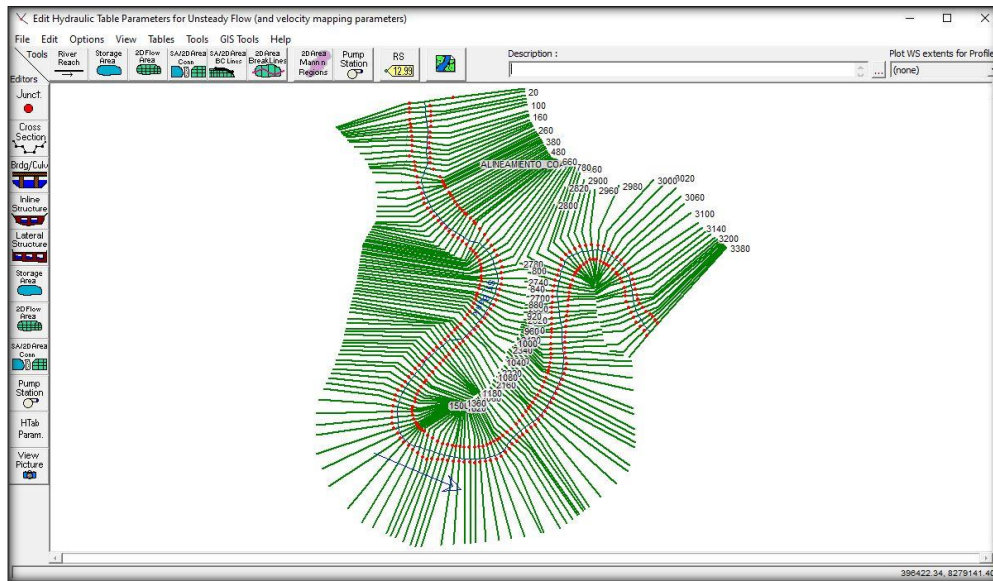 Edit Hydraulic Table Parameters for Unsteady Flow (and velocity mapping parameters)
File Edit Options View Tables Tools GIS Tools Help
Tools
Editors
River Reach
Storage Area
2D Flow Area
SA/2D Area Conn
SA/2D Area BC Lines
2D Area BreakLines
2D Area Mann n Regions
Pump Station
RS
12.99
Description :
...
Plot WS extents for Profile
(none)
Junct.
Cross Section
Brdg/Culv
Inline Structure
Lateral Structure
Storage Area
2D Flow Area
SA/2D Area Conn
Pump Station
HTab Param.
View Picture
20
100
160
260
380
480
660
780
ALINEAMIENTO_CO
2900
2820
2960
2980
3000
3020
2800
3060
3100
3140
3200
3380
2780
800
2740
840
2700
880
920
960
1000
2340
1040
1080
2160
1180
1360
396422.34, 8279141.40